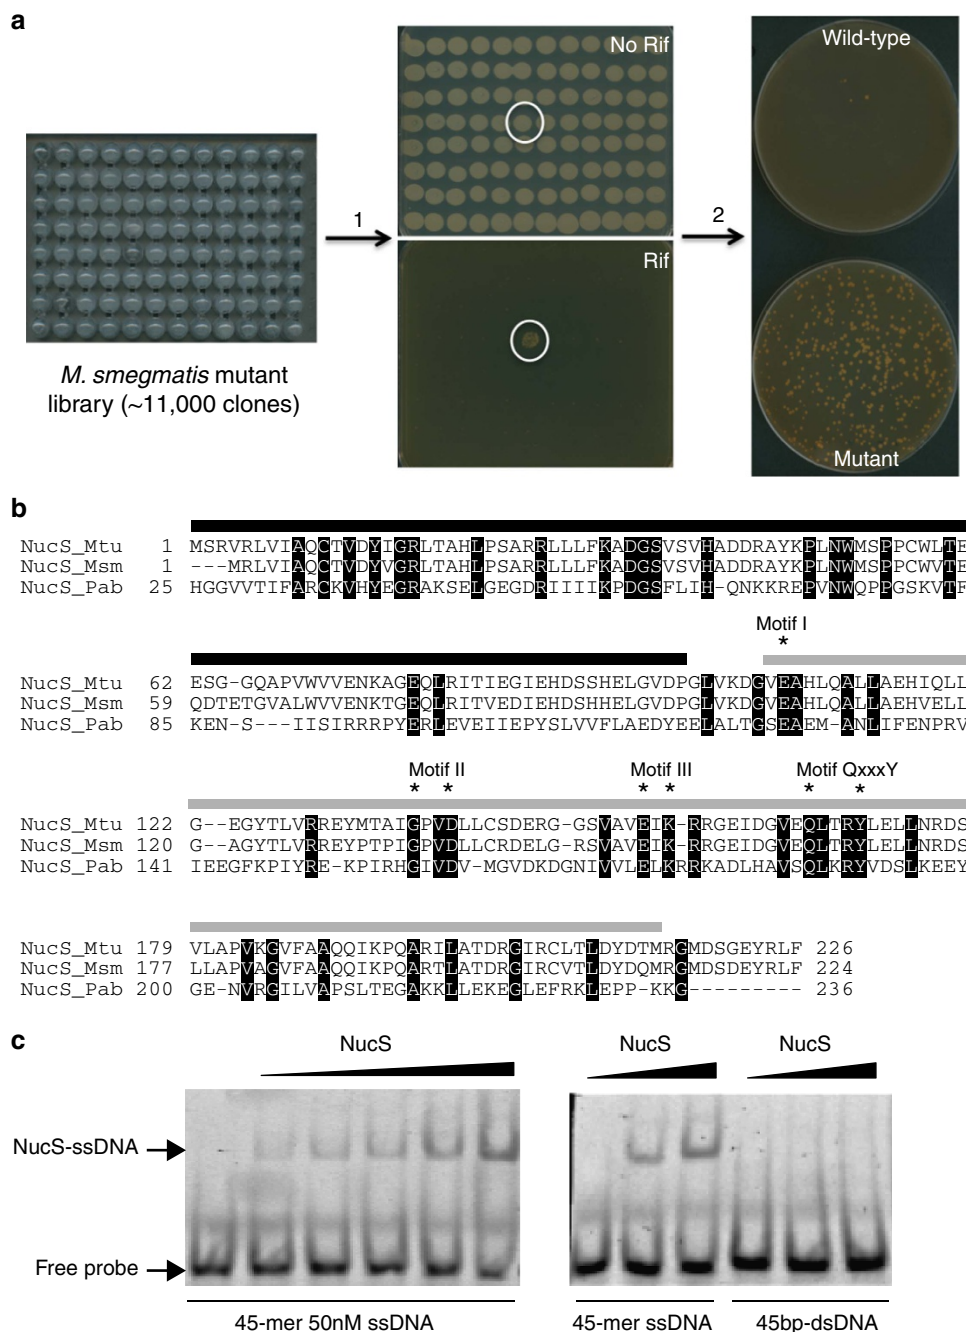 a
No Rif
Rif
1
2
Wild-type
Mutant
M. smegmatis mutant
library (~11,000 clones)
b
NucS_Mtu 1 MSRVRLVIAQCTVDYIGRLTAHLPSARRLLLFKADGSVSVHADDRAYKPLNWMSPPCWLTE
NucS_Msm 1 ---MRLVIAQCTVDYVGRLTAHLPSARRLLLFKADGSVSVHADDRAYKPLNWMSPPCWVTE
NucS_Pab 25 HGGVVTIFARCKVHYEGRAKSELGEGDRIIIIKPDGSFLIH-QNKKREPVNWQPPGSKVTF
Motif I
*
NucS_Mtu 62 ESG-GQAPVWVVENKAGEQLRITIEGIEHDSSHELGVDPGLVKDGVEAHLQALLAEHIQLL
NucS_Msm 59 QDTETGVALWVVENKTGEQLRITVEDIEHDSHHELGVDPGLVKDGVEAHLQALLAEHVELL
NucS_Pab 85 KEN-S---IISIRRRPYERLEVEIIEPYSLVVFLAEDYEELALTGSEAEM-ANLIFENPRV
Motif II Motif III Motif QxxxY
* * * * * *
NucS_Mtu 122 G--EGYTLVRREYMTAIGPVDLLCSDERG-GSVAVEIK-RRGEIDGVEQLTRYLELLNRDS
NucS_Msm 120 G--AGYTLVRREYPTPIGPVDLLCRDELG-RSVAVEIK-RRGEIDGVEQLTRYLELLNRDS
NucS_Pab 141 IEEGFKPIYRE-KPIRHGIVDV-MGVDKDGNIVVLELKRRKADLHAVSQLKRYVDSLKEEY
NucS_Mtu 179 VLAPVKGVFAAQQIKPQARILATDRGIRCLTLDYDTMRGMDSGEYRLF 226
NucS_Msm 177 LLAPVAGVFAAQQIKPQARTLATDRGIRCVTLDYDQMRGMDSDEYRLF 224
NucS_Pab 200 GE-NVRGILVAPSLTEGAKKLLEKEGLEFRKLEPP-KKG--------- 236
c
NucS NucS NucS
NucS-ssDNA
Free probe
45-mer 50nM ssDNA 45-mer ssDNA 45bp-dsDNA